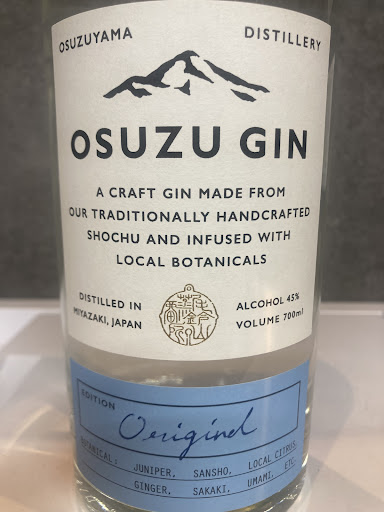 OSUZUYAMA DISTILLERY
OSUZU GIN
A CRAFT GIN MADE FROM
OUR TRADITIONALLY HANDCRAFTED
SHOCHU AND INFUSED WITH
LOCAL BOTANICALS
DISTILLED IN
MIYAZAKI, JAPAN
ALCOHOL 45%
VOLUME 700ml
EDITION
Original
BOTANICAL: JUNIPER, SANSHO, LOCAL CITRUS,
GINGER, SAKAKI, UMAMI, ETC